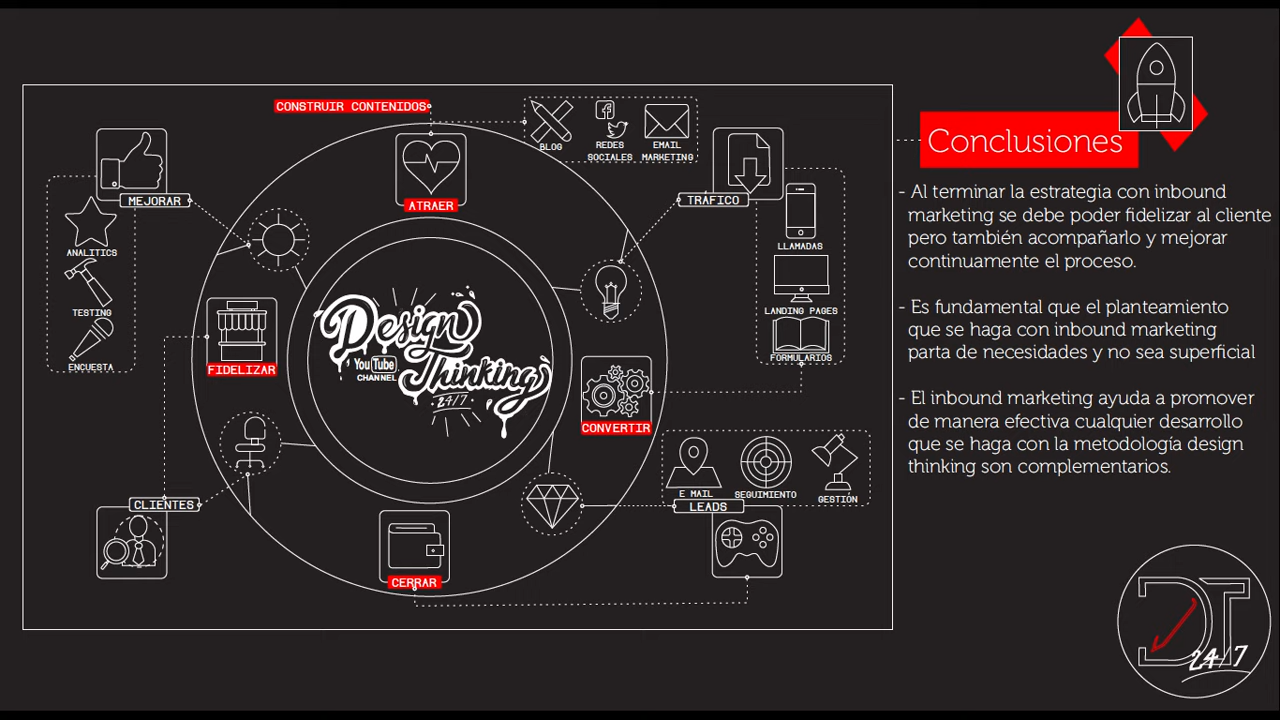 CONSTRUIR CONTENIDOS
BLOG
REDES
SOCIALES
EMAIL
MARKETING
MEJORAR
ANALITICS
TESTING
ENCUESTA
ATRAER
TRÁFICO
LLAMADAS
LANDING PAGES
FORMULARIOS
FIDELIZAR
Design
YouTube
CHANNEL
Thinking
24/7
CONVERTIR
E MAIL
SEGUIMIENTO
GESTIÓN
LEADS
CLIENTES
CERRAR
Conclusiones
- Al terminar la estrategia con inbound
marketing se debe poder fidelizar al cliente
pero también acompañarlo y mejorar
continuamente el proceso.
- Es fundamental que el planteamiento
que se haga con inbound marketing
parta de necesidades y no sea superficial
- El inbound marketing ayuda a promover
de manera efectiva cualquier desarrollo
que se haga con la metodología design
thinking son complementarios.
DT
24/7